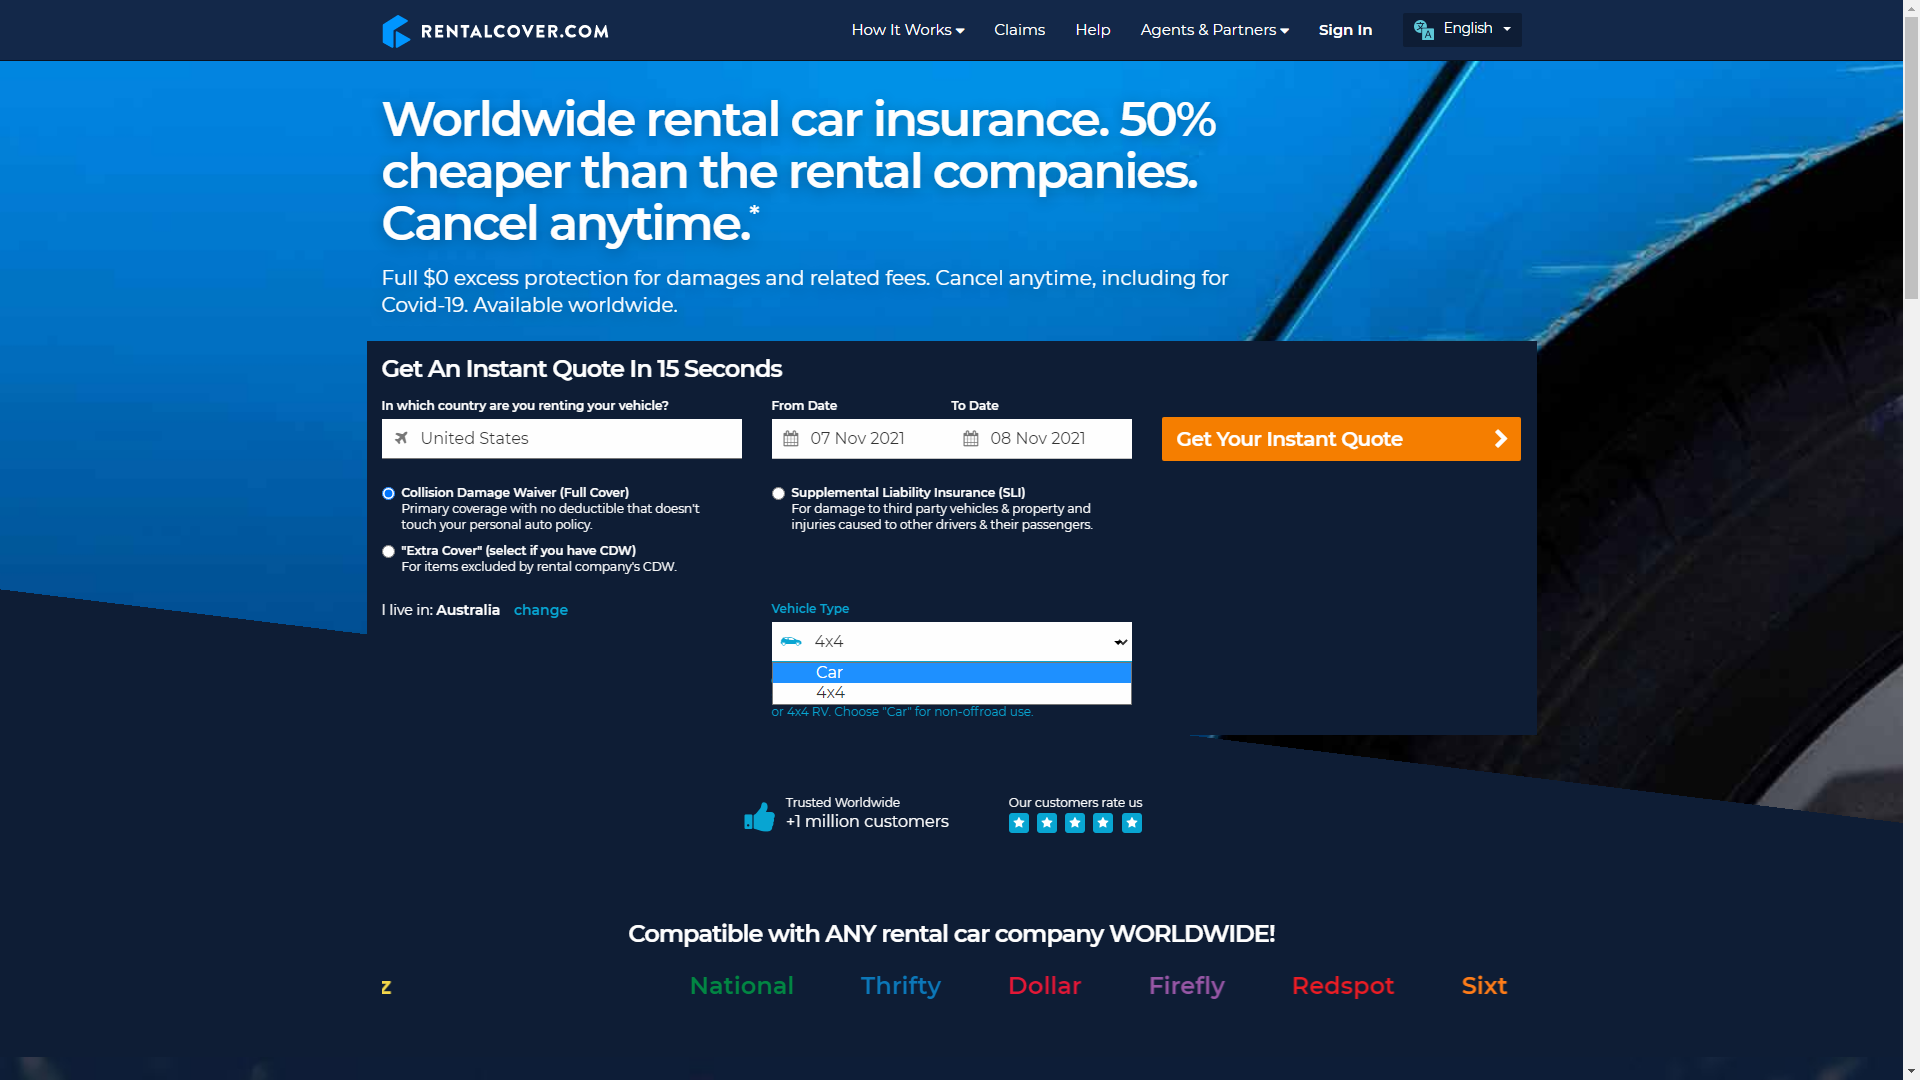 RENTALCOVER.COM
How It Works
Claims
Help
Agents & Partners
Sign In
English
Worldwide rental car insurance. 50%
cheaper than the rental companies.
Cancel anytime.*
Full $0 excess protection for damages and related fees. Cancel anytime, including for
Covid-19. Available worldwide.
Get An Instant Quote In 15 Seconds
In which country are you renting your vehicle?
United States
From Date
To Date
07 Nov 2021
08 Nov 2021
Get Your Instant Quote
Collision Damage Waiver (Full Cover)
Primary coverage with no deductible that doesn't
touch your personal auto policy.
Supplemental Liability Insurance (SLI)
For damage to third party vehicles & property and
injuries caused to other drivers & their passengers.
"Extra Cover" (select if you have CDW)
For items excluded by rental company's CDW.
I live in: Australia change
Vehicle Type
4x4
Car
4x4
or 4x4 RV. Choose "Car" for non-offroad use.
Trusted Worldwide
+1 million customers
Our customers rate us
Compatible with ANY rental car company WORLDWIDE!
z
National
Thrifty
Dollar
Firefly
Redspot
Sixt